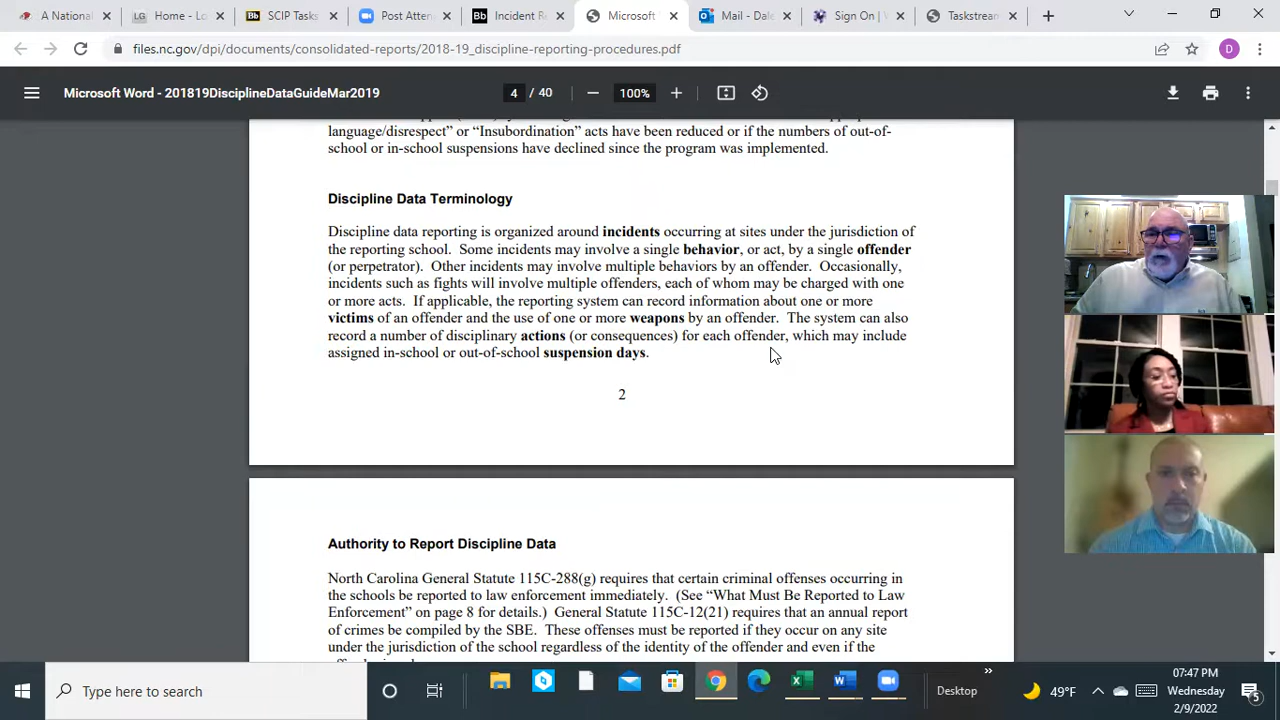 A National
Home - Lo
SCIP Tasks
Post Atten
Incident R
Microsoft
Mail - Dale
Sign On | W
Taskstream
files.nc.gov/dpi/documents/consolidated-reports/2018-19_discipline-reporting-procedures.pdf
D
Microsoft Word - 201819DisciplineDataGuideMar2019
4 / 40
100%
language/disrespect” or “Insubordination” acts have been reduced or if the numbers of out-of-
school or in-school suspensions have declined since the program was implemented.
Discipline Data Terminology
Discipline data reporting is organized around incidents occurring at sites under the jurisdiction of
the reporting school. Some incidents may involve a single behavior, or act, by a single offender
(or perpetrator). Other incidents may involve multiple behaviors by an offender. Occasionally,
incidents such as fights will involve multiple offenders, each of whom may be charged with one
or more acts. If applicable, the reporting system can record information about one or more
victims of an offender and the use of one or more weapons by an offender. The system can also
record a number of disciplinary actions (or consequences) for each offender, which may include
assigned in-school or out-of-school suspension days.
2
Authority to Report Discipline Data
North Carolina General Statute 115C-288(g) requires that certain criminal offenses occurring in
the schools be reported to law enforcement immediately. (See “What Must Be Reported to Law
Enforcement” on page 8 for details.) General Statute 115C-12(21) requires that an annual report
of crimes be compiled by the SBE. These offenses must be reported if they occur on any site
under the jurisdiction of the school regardless of the identity of the offender and even if the
Type here to search
Desktop
49°F
07:47 PM
Wednesday
2/9/2022
5